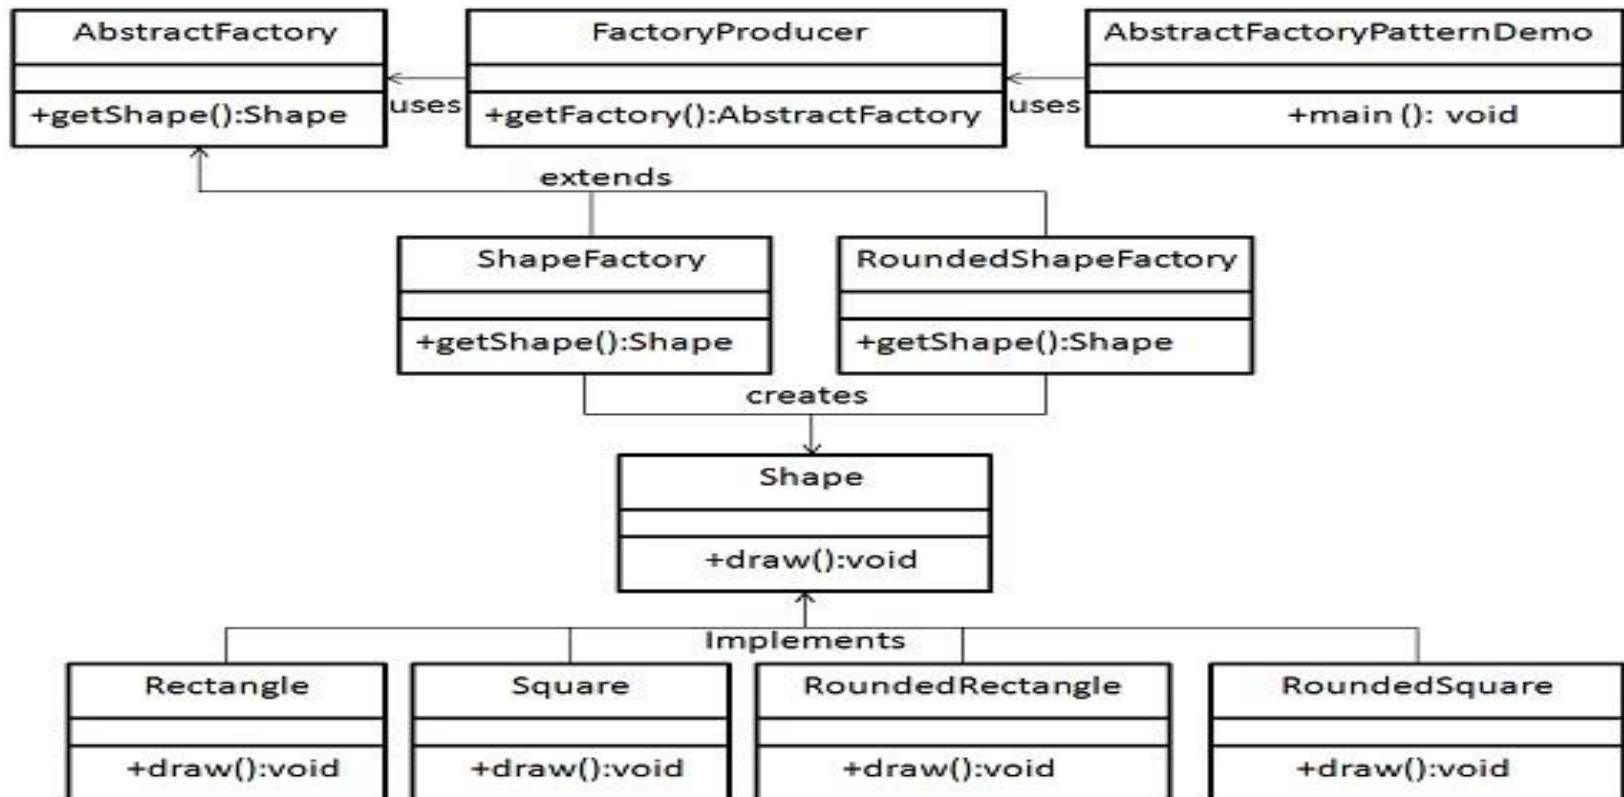 AbstractFactory
FactoryProducer
AbstractFactoryPatternDemo
+getShape():Shape
uses
+getFactory():AbstractFactory
uses
+main (): void
extends
ShapeFactory
RoundedShapeFactory
+getShape():Shape
+getShape():Shape
creates
Shape
+draw():void
Implements
Rectangle
Square
RoundedRectangle
RoundedSquare
+draw():void
+draw():void
+draw():void
+draw():void